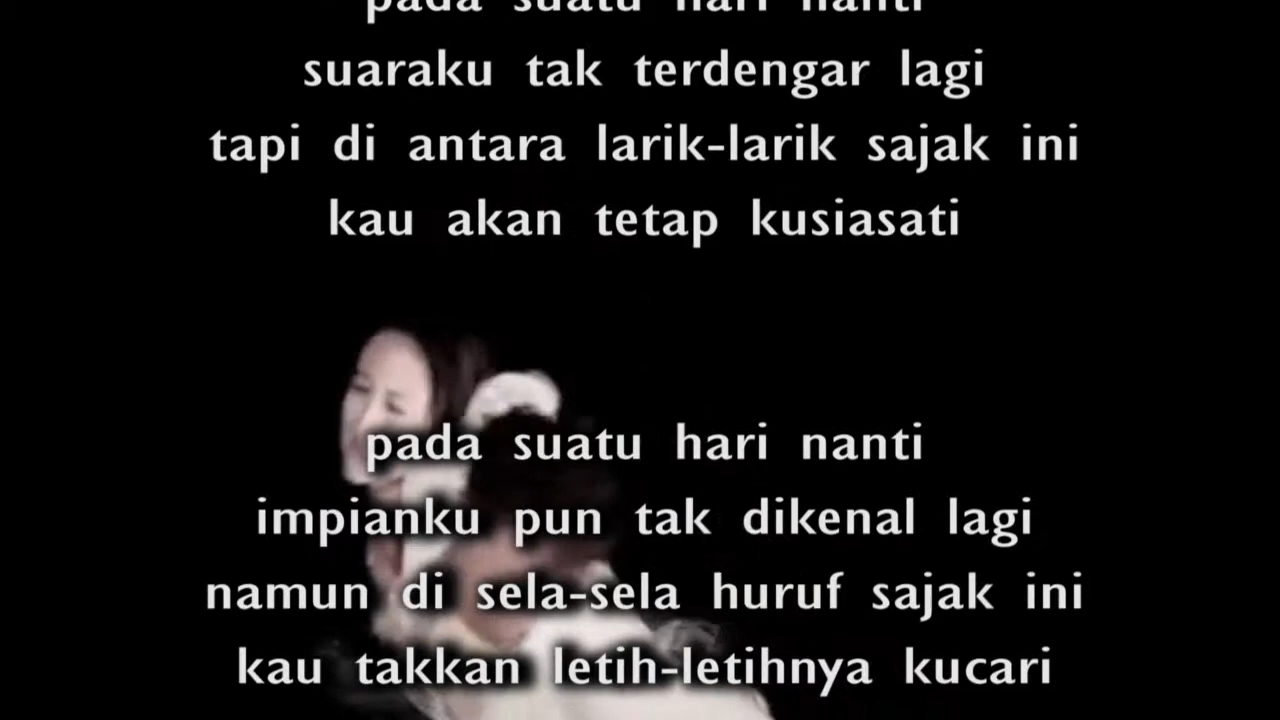 pada suatu hari nanti
suaraku tak terdengar lagi
tapi di antara larik-larik sajak ini
kau akan tetap kusiasati
pada suatu hari nanti
impianku pun tak dikenal lagi
namun di sela-sela huruf sajak ini
kau takkan letih-letihnya kucari